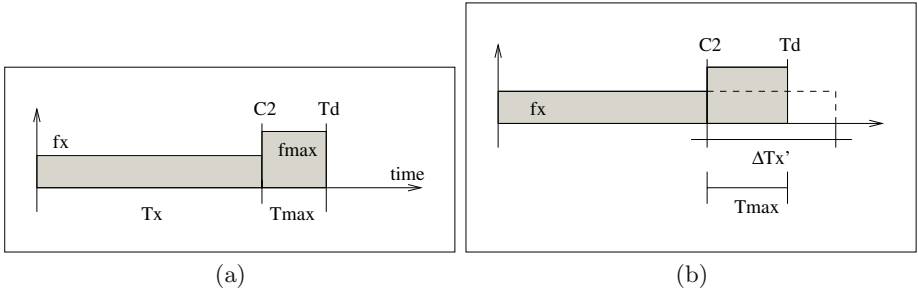 C2
Td
fx
fmax
time
Tx
Tmax
(a)
C2
Td
fx
ΔTx'
Tmax
(b)